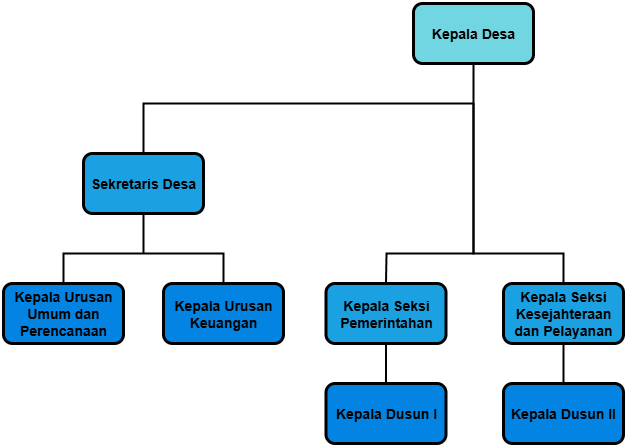 Kepala Desa
Sekretaris Desa
Kepala Urusan
Umum dan
Perencanaan
Kepala Urusan
Keuangan
Kepala Seksi
Pemerintahan
Kepala Seksi
Kesejahteraan
dan Pelayanan
Kepala Dusun I
Kepala Dusun II